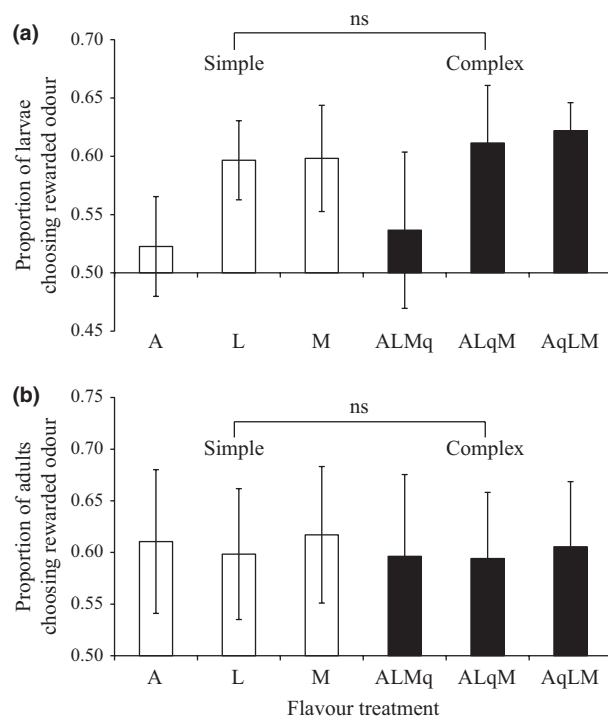 (a)
0.70
0.65
0.60
0.55
0.50
0.45
Proportion of larvae
choosing rewarded odour
ns
Simple Complex
A L M ALMq ALqM AqLM
(b)
0.75
0.70
0.65
0.60
0.55
0.50
Proportion of adults
choosing rewarded odour
ns
Simple Complex
A L M ALMq ALqM AqLM
Flavour treatment